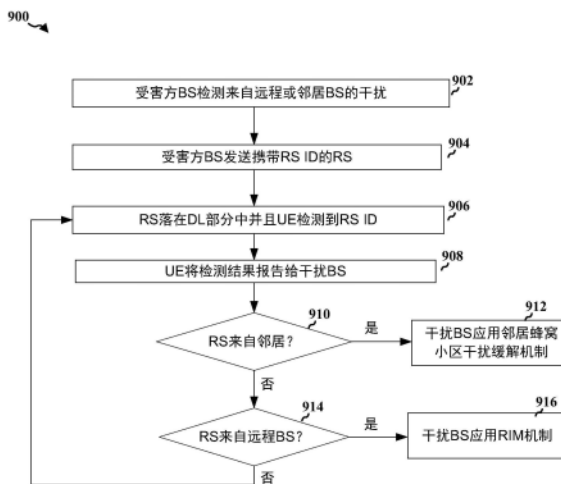 900
902
受害方BS检测来自远程或邻居BS的干扰
904
受害方BS发送携带RS ID的RS
906
RS落在DL部分中并且UE检测到RS ID
908
UE将检测结果报告给干扰BS
910
RS来自邻居?
是
912
干扰BS应用邻居蜂窝
小区干扰缓解机制
否
914
RS来自远程BS?
是
916
干扰BS应用RIM机制
否